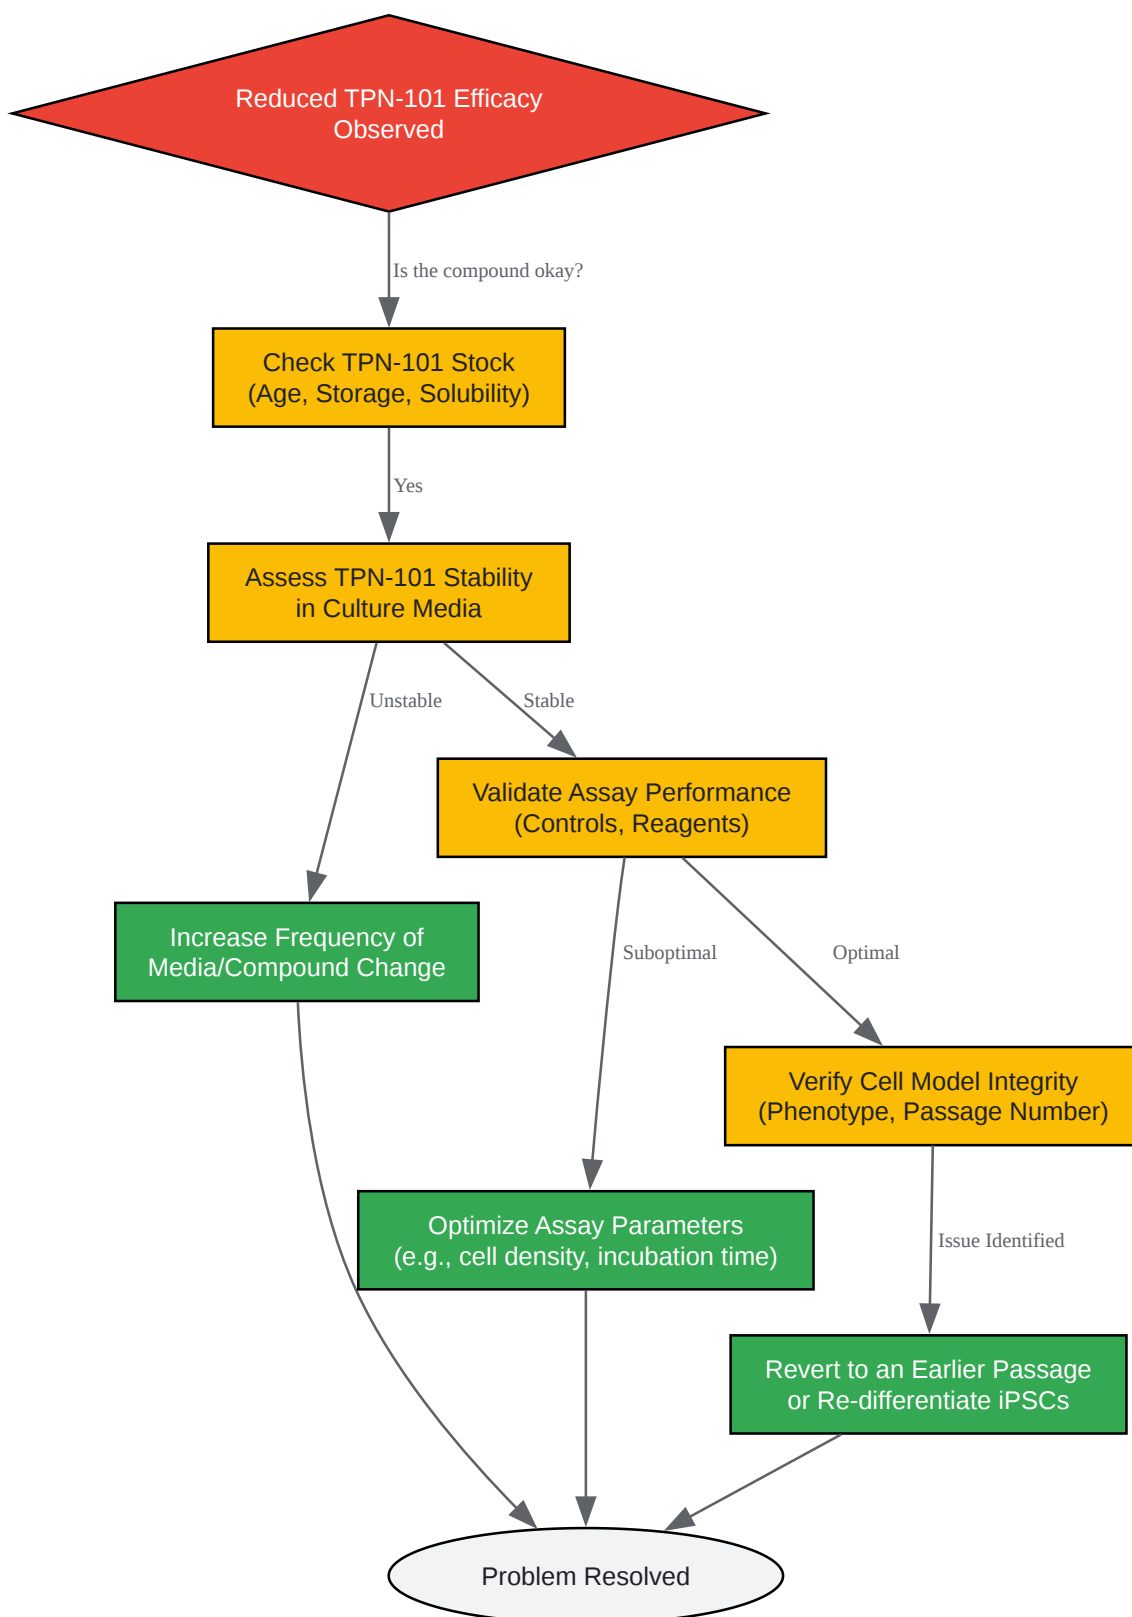 Reduced TPN-101 Efficacy
Observed
Is the compound okay?
Check TPN-101 Stock
(Age, Storage, Solubility)
Yes
Assess TPN-101 Stability
in Culture Media
Unstable
Stable
Validate Assay Performance
(Controls, Reagents)
Increase Frequency of
Media/Compound Change
Suboptimal
Optimal
Verify Cell Model Integrity
(Phenotype, Passage Number)
Optimize Assay Parameters
(e.g., cell density, incubation time)
Issue Identified
Revert to an Earlier Passage
or Re-differentiate iPSCs
Problem Resolved